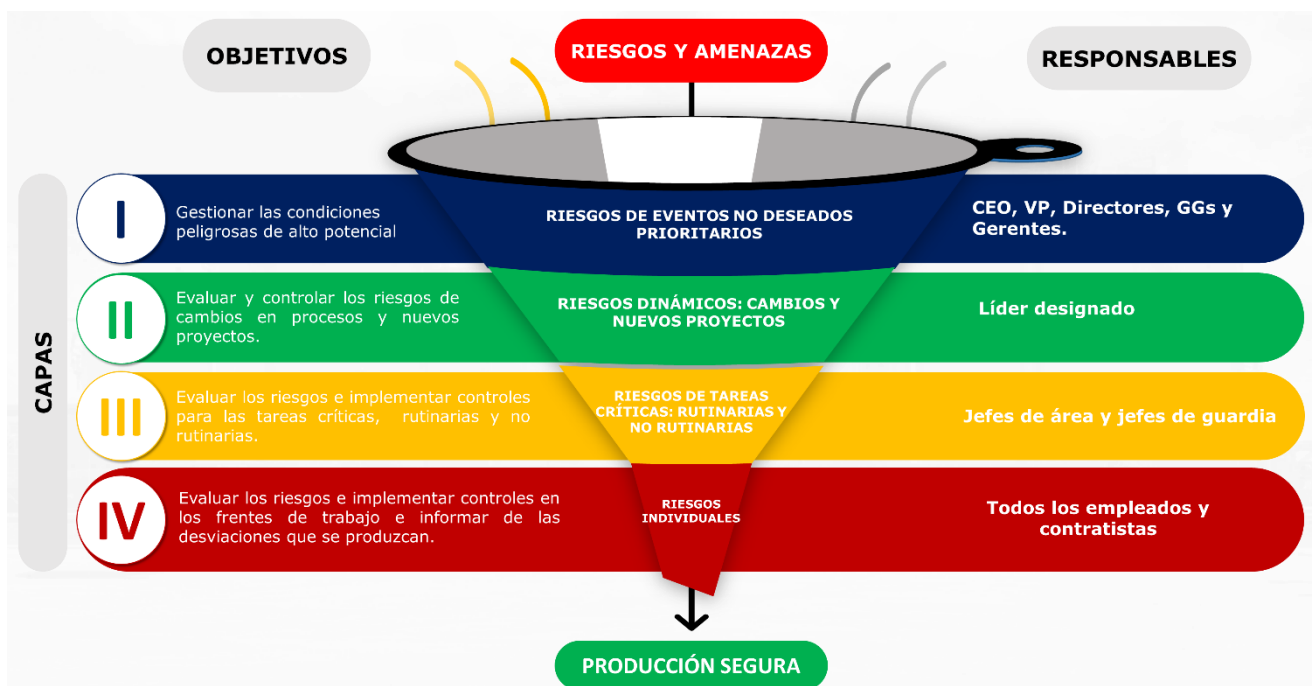 OBJETIVOS
RIESGOS Y AMENAZAS
RESPONSABLES
CAPAS
I
Gestionar las condiciones
peligrosas de alto potencial
RIESGOS DE EVENTOS NO DESEADOS
PRIORITARIOS
CEO, VP, Directores, GGs y
Gerentes.
II
Evaluar y controlar los riesgos de
cambios en procesos y nuevos
proyectos.
RIESGOS DINÁMICOS: CAMBIOS Y
NUEVOS PROYECTOS
Líder designado
III
Evaluar los riesgos e implementar controles
para las tareas críticas, rutinarias y no
rutinarias.
RIESGOS DE TAREAS
CRÍTICAS: RUTINARIAS Y
NO RUTINARIAS
Jefes de área y jefes de guardia
IV
Evaluar los riesgos e implementar controles en
los frentes de trabajo e informar de las
desviaciones que se produzcan.
RIESGOS
INDIVIDUALES
Todos los empleados y
contratistas
PRODUCCIÓN SEGURA